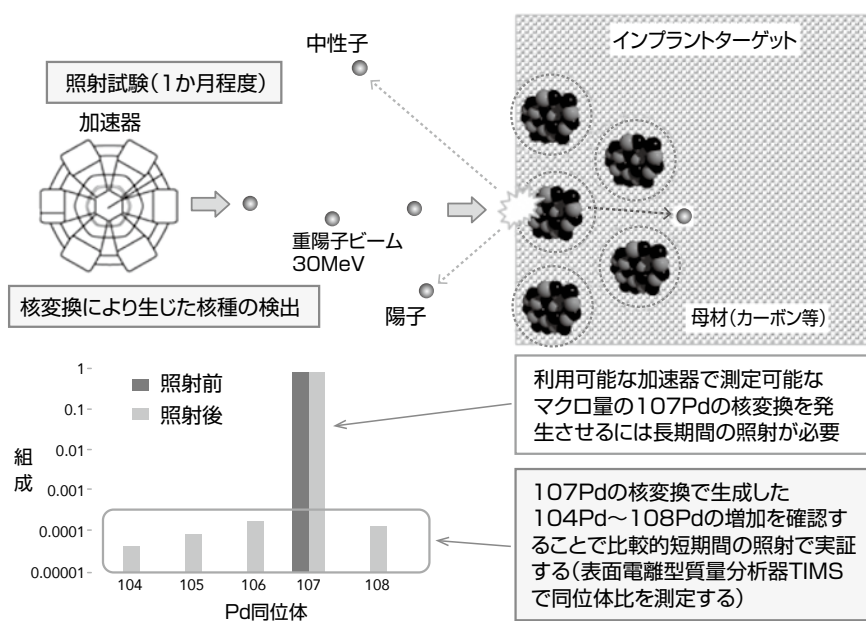 中性子
インプラントターゲット
照射試験(1か月程度)
加速器
重陽子ビーム
30MeV
陽子
核変換により生じた核種の検出
母材(カーボン等)
1
0.1
0.01
0.001
0.0001
0.00001
組成
照射前
照射後
104
105
106
107
108
Pd同位体
利用可能な加速器で測定可能な
マクロ量の107Pdの核変換を発
生させるには長期間の照射が必要
107Pdの核変換で生成した
104Pd～108Pdの増加を確認す
ることで比較的短期間の照射で実証
する(表面電離型質量分析器TIMS
で同位体比を測定する)